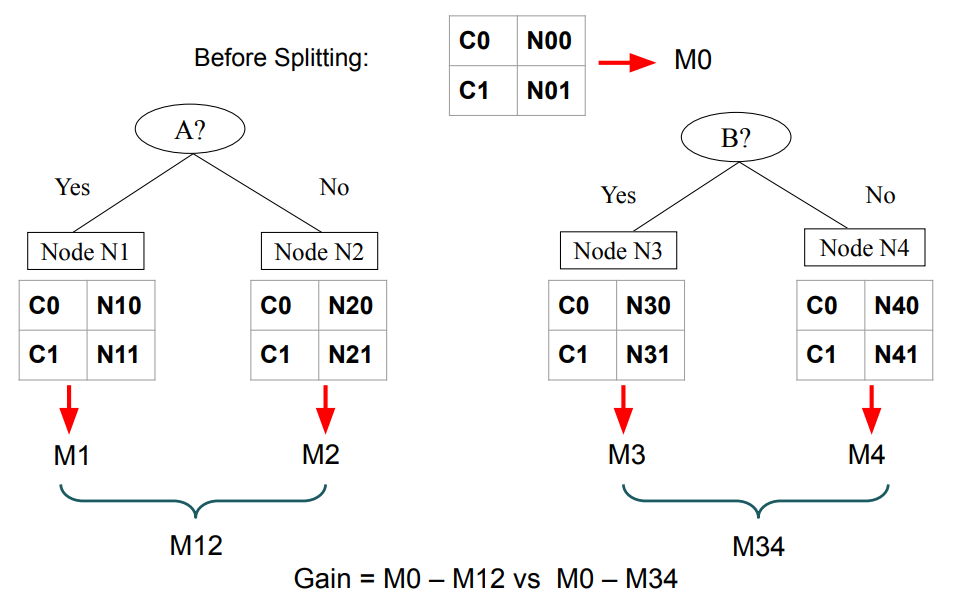 Before Splitting:
C0 N00
C1 N01
M0
A?
Yes
No
Node N1
Node N2
C0 N10
C1 N11
C0 N20
C1 N21
M1
M2
M12
B?
Yes
No
Node N3
Node N4
C0 N30
C1 N31
C0 N40
C1 N41
M3
M4
M34
Gain = M0 – M12 vs M0 – M34